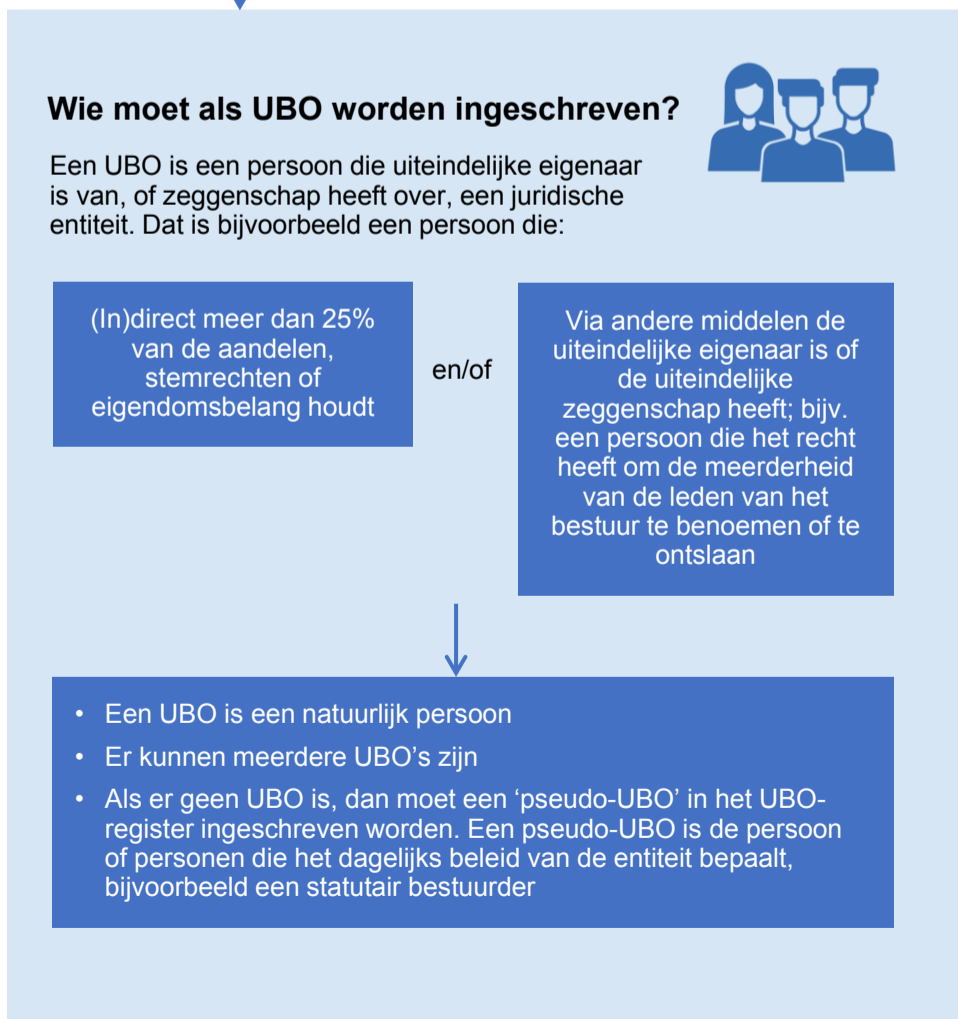 Wie moet als UBO worden ingeschreven?
Een UBO is een persoon die uiteindelijke eigenaar
is van, of zeggenschap heeft over, een juridische
entiteit. Dat is bijvoorbeeld een persoon die:
(In)direct meer dan 25%
van de aandelen,
stemrechten of
eigendomsbelang houdt
en/of
Via andere middelen de
uiteindelijke eigenaar is of
de uiteindelijke
zeggenschap heeft; bijv.
een persoon die het recht
heeft om de meerderheid
van de leden van het
bestuur te benoemen of te
ontslaan
• Een UBO is een natuurlijk persoon
• Er kunnen meerdere UBO’s zijn
• Als er geen UBO is, dan moet een ‘pseudo-UBO’ in het UBO-
register ingeschreven worden. Een pseudo-UBO is de persoon
of personen die het dagelijks beleid van de entiteit bepaalt,
bijvoorbeeld een statutair bestuurder